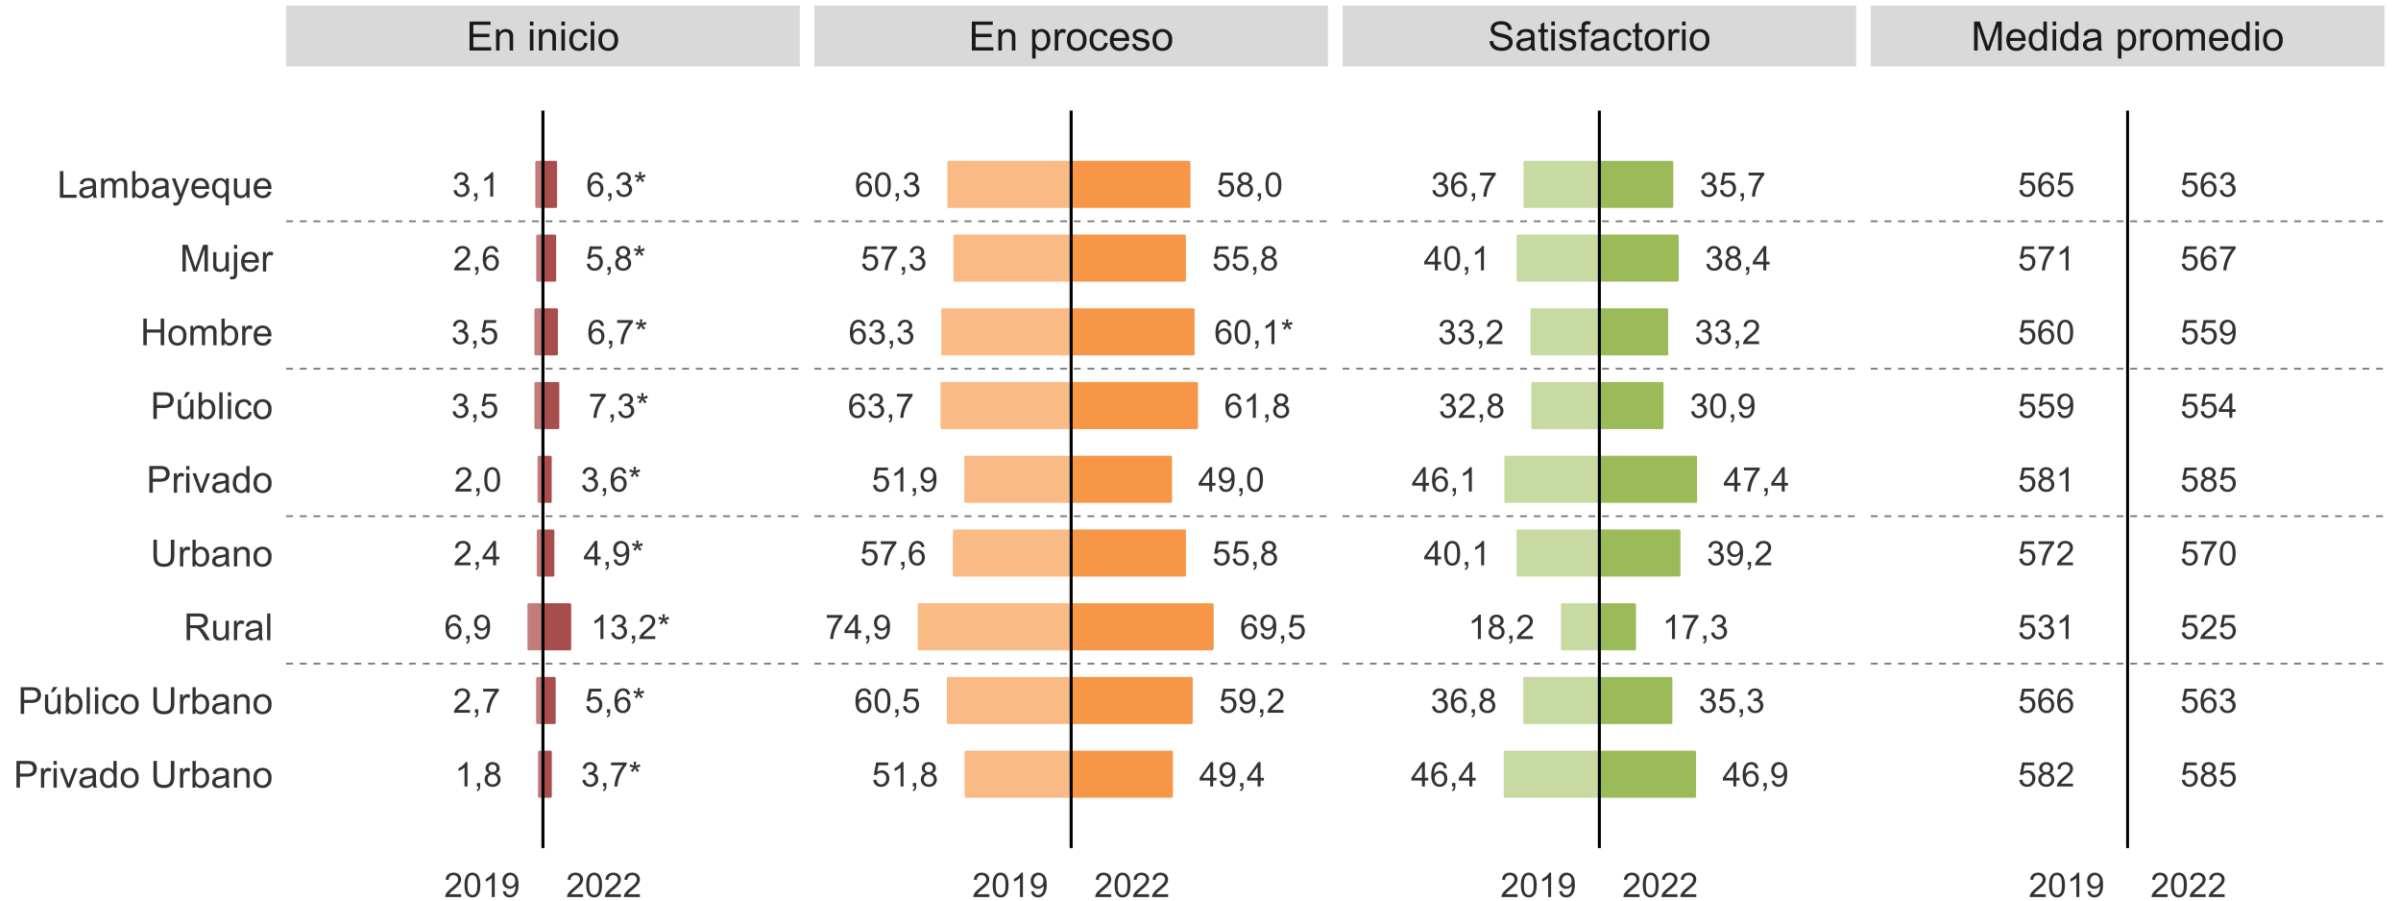 En inicio En proceso Satisfactorio Medida promedio
Lambayeque 3,1 6,3* 60,3 58,0 36,7 35,7 565 563
Mujer 2,6 5,8* 57,3 55,8 40,1 38,4 571 567
Hombre 3,5 6,7* 63,3 60,1* 33,2 33,2 560 559
Público 3,5 7,3* 63,7 61,8 32,8 30,9 559 554
Privado 2,0 3,6* 51,9 49,0 46,1 47,4 581 585
Urbano 2,4 4,9* 57,6 55,8 40,1 39,2 572 570
Rural 6,9 13,2* 74,9 69,5 18,2 17,3 531 525
Público Urbano 2,7 5,6* 60,5 59,2 36,8 35,3 566 563
Privado Urbano 1,8 3,7* 51,8 49,4 46,4 46,9 582 585
2019 2022 2019 2022 2019 2022 2019 2022